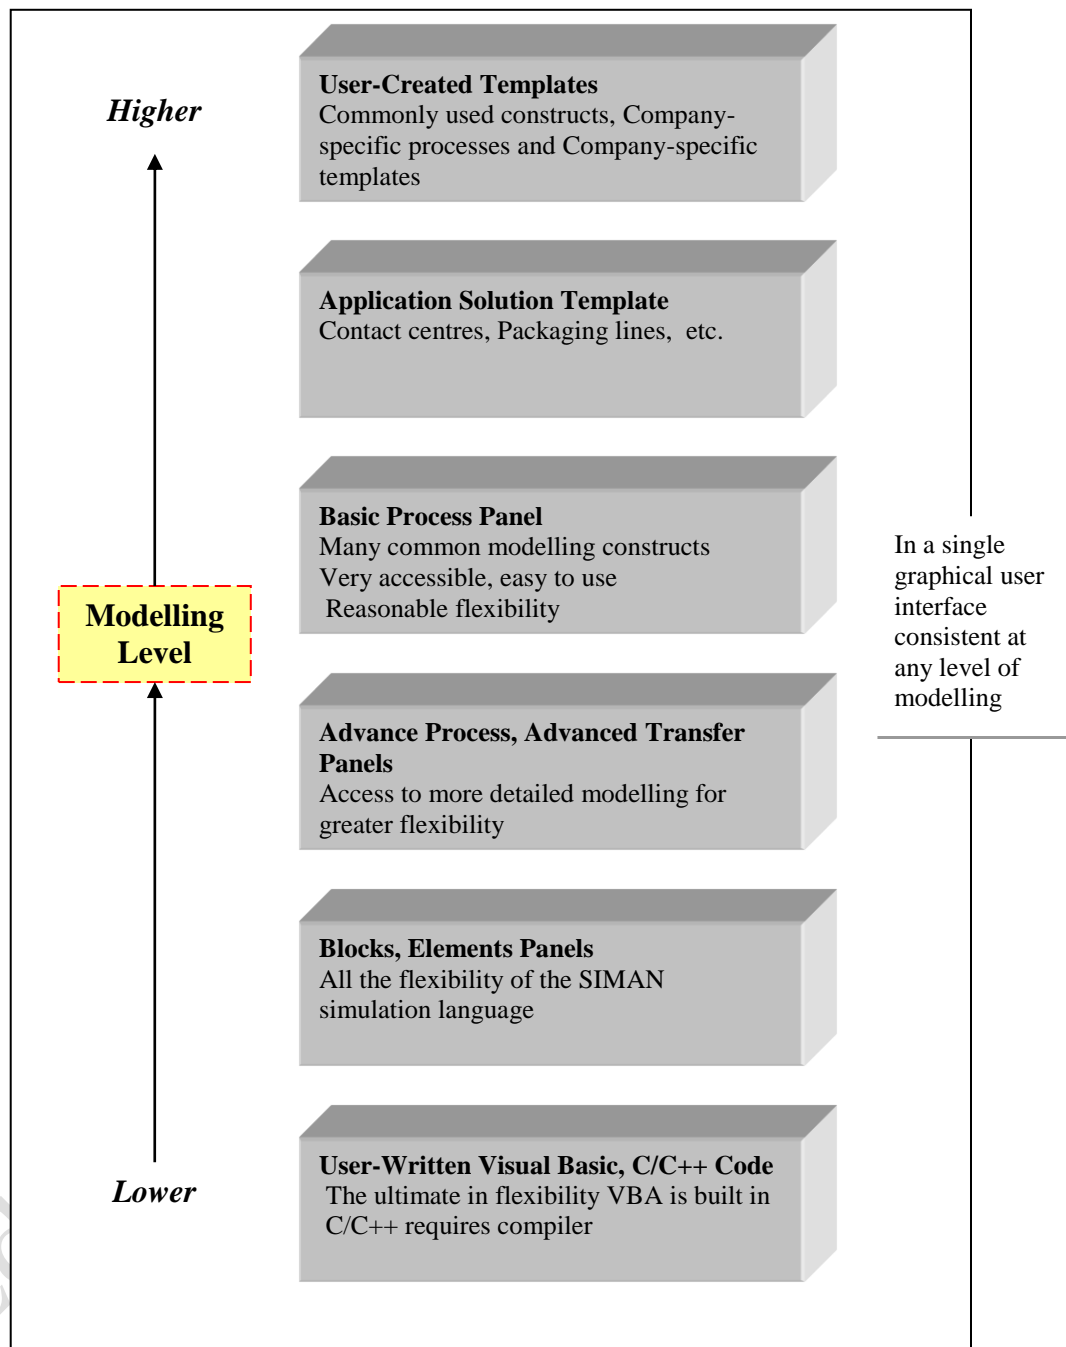 Higher
User-Created Templates
Commonly used constructs, Company-
specific processes and Company-specific
templates
Application Solution Template
Contact centres, Packaging lines, etc.
Basic Process Panel
Many common modelling constructs
Very accessible, easy to use
Reasonable flexibility
In a single
graphical user
interface
consistent at
any level of
modelling
Modelling
Level
Advance Process, Advanced Transfer
Panels
Access to more detailed modelling for
greater flexibility
Blocks, Elements Panels
All the flexibility of the SIMAN
simulation language
User-Written Visual Basic, C/C++ Code
The ultimate in flexibility VBA is built in
C/C++ requires compiler
Lower